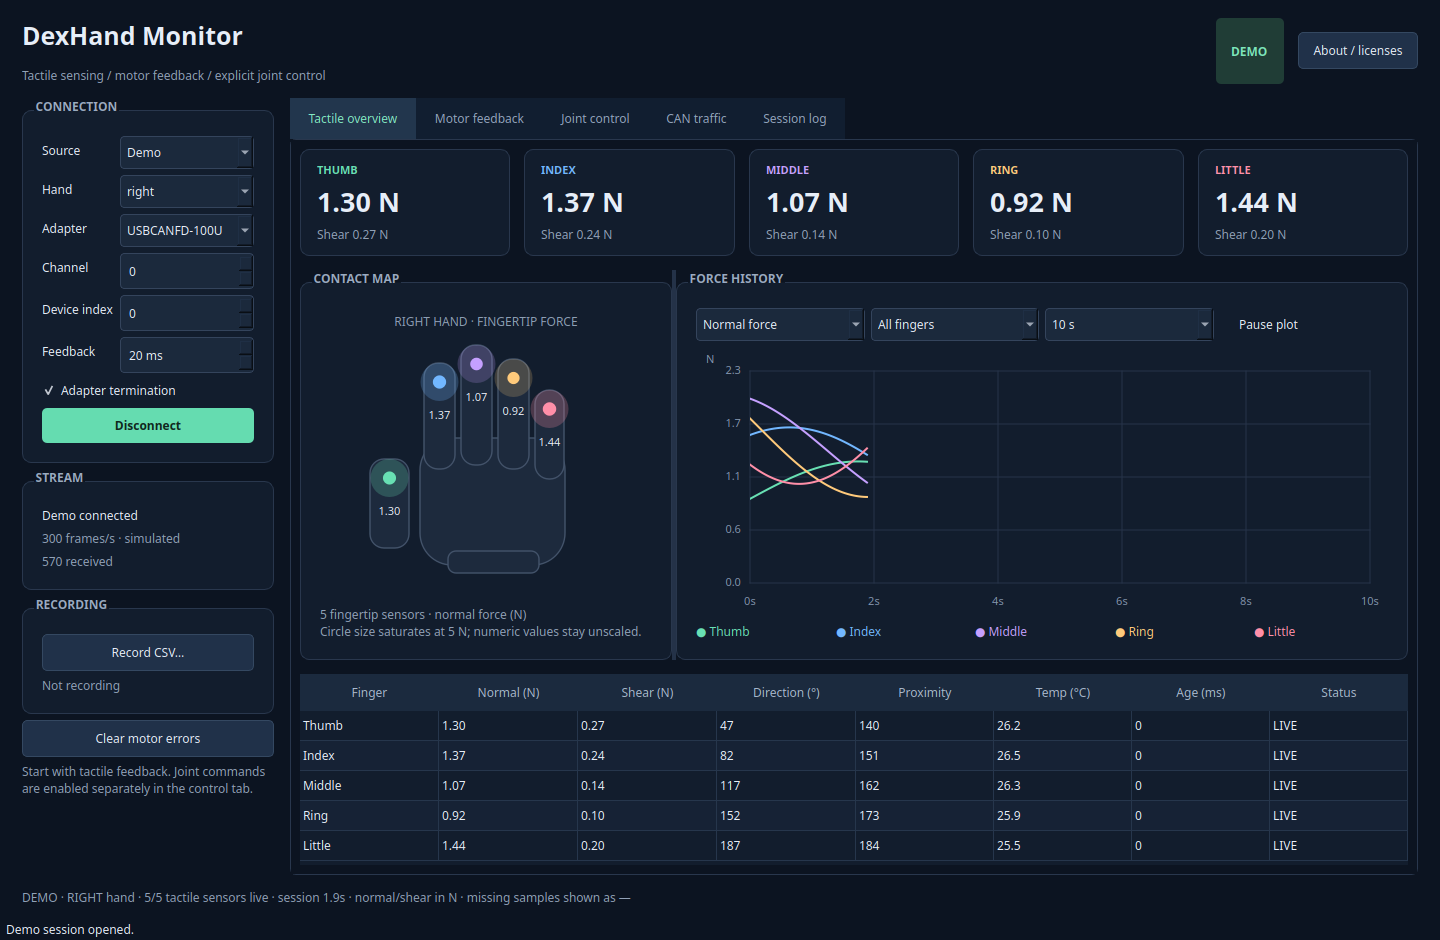 DexHand Monitor
Tactile sensing / motor feedback / explicit joint control
DEMO
About / licenses
CONNECTION
Source
Demo
Hand
right
Adapter
USBCANFD-100U
Channel
0
Device index
0
Feedback
20 ms
Adapter termination
Disconnect
STREAM
Demo connected
300 frames/s · simulated
570 received
RECORDING
Record CSV...
Not recording
Clear motor errors
Start with tactile feedback. Joint commands
are enabled separately in the control tab.
Tactile overview
Motor feedback
Joint control
CAN traffic
Session log
THUMB
1.30 N
Shear 0.27 N
INDEX
1.37 N
Shear 0.24 N
MIDDLE
1.07 N
Shear 0.14 N
RING
0.92 N
Shear 0.10 N
LITTLE
1.44 N
Shear 0.20 N
CONTACT MAP
RIGHT HAND · FINGERTIP FORCE
1.37
1.07
0.92
1.44
1.30
5 fingertip sensors · normal force (N)
Circle size saturates at 5 N; numeric values stay unscaled.
FORCE HISTORY
Normal force
All fingers
10 s
Pause plot
N
2.3
1.7
1.1
0.6
0.0
0s 2s 4s 6s 8s 10s
Thumb Index Middle Ring Little
Finger Normal (N) Shear (N) Direction (°) Proximity Temp (°C) Age (ms) Status
Thumb 1.30 0.27 47 140 26.2 0 LIVE
Index 1.37 0.24 82 151 26.5 0 LIVE
Middle 1.07 0.14 117 162 26.3 0 LIVE
Ring 0.92 0.10 152 173 25.9 0 LIVE
Little 1.44 0.20 187 184 25.5 0 LIVE
DEMO · RIGHT hand · 5/5 tactile sensors live · session 1.9s · normal/shear in N · missing samples shown as —
Demo session opened.